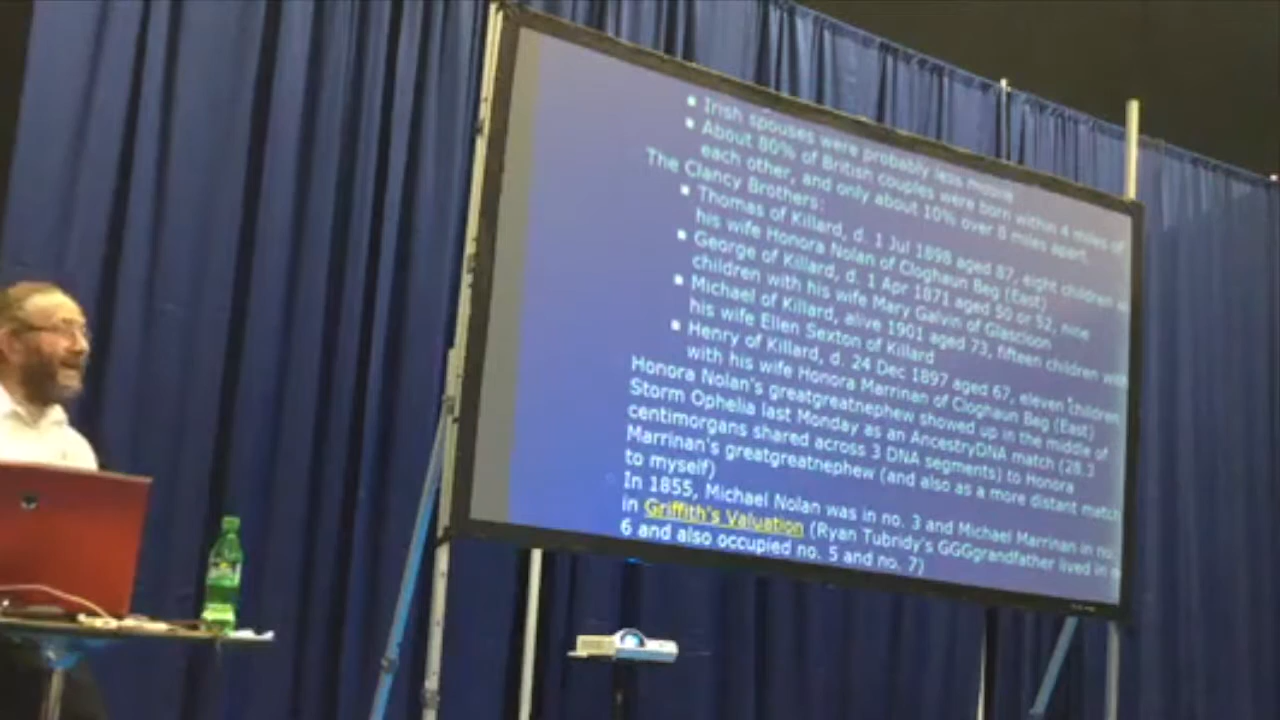 Irish spouses were probably less mobile
About 80% of British couples were born within 4 miles of
each other, and only about 10% over 8 miles apart.
The Clancy Brothers:
Thomas of Killard, d. 1 Jul 1898 aged 87, eight children
his wife Honora Nolan of Cloghaun Beg (East)
George of Killard, d. 1 Apr 1871 aged 50 or 52, nine
children with his wife Mary Galvin of Glascloon
Michael of Killard, alive 1901 aged 73, fifteen children with
his wife Ellen Sexton of Killard
Henry of Killard, d. 24 Dec 1897 aged 67, eleven children
with his wife Honora Marrinan of Cloghaun Beg (East)
Honora Nolan's greatgreatnephew showed up in the middle of
Storm Ophelia last Monday as an AncestryDNA match (28.3
centimorgans shared across 3 DNA segments) to Honora
Marrinan's greatgreatnephew (and also as a more distant match
to myself)
In 1855, Michael Nolan was in no. 3 and Michael Marrinan in no.
in Griffith's Valuation (Ryan Tubridy's GGGgrandfather lived in
6 and also occupied no. 5 and no. 7)